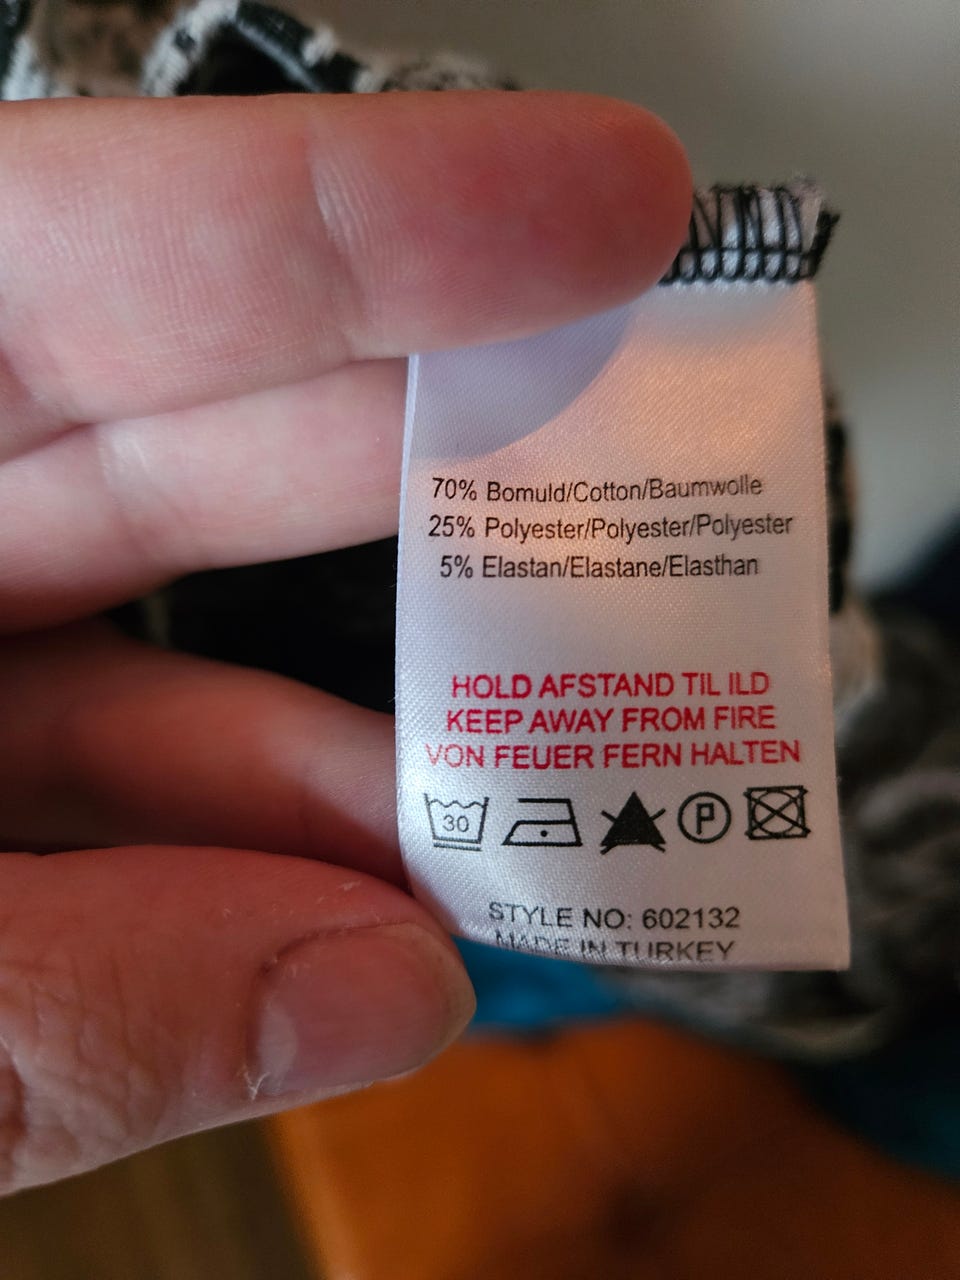 70% Bomuld/Cotton/Baumwolle
25% Polyester/Polyester/Polyester
5% Elastan/Elastane/Elasthan
HOLD AFSTAND TIL ILD
KEEP AWAY FROM FIRE
VON FEUER FERN HALTEN
30 P
STYLE NO: 602132
MADE IN TURKEY